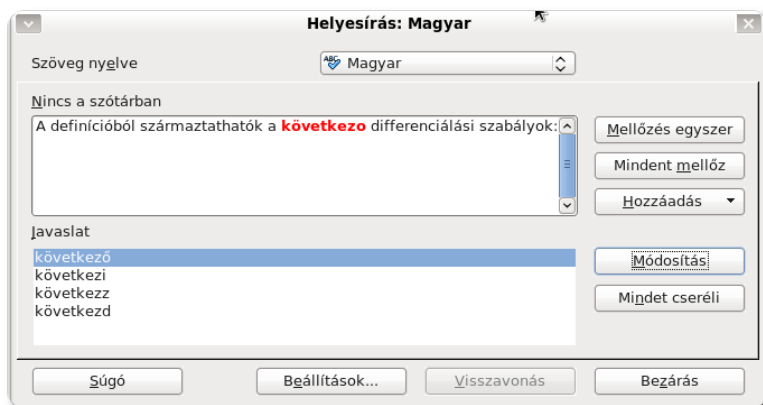 Helyesírás: Magyar
Szöveg nyelve
ABC Magyar
Nincs a szótárban
A definícióból származtathatók a következo differenciálási szabályok:
Mellőzés egyszer
Mindent mellőz
Hozzáadás
Javaslat
következő
következi
következz
következd
Módosítás
Mindet cseréli
Súgó
Beállítások...
Visszavonás
Bezárás